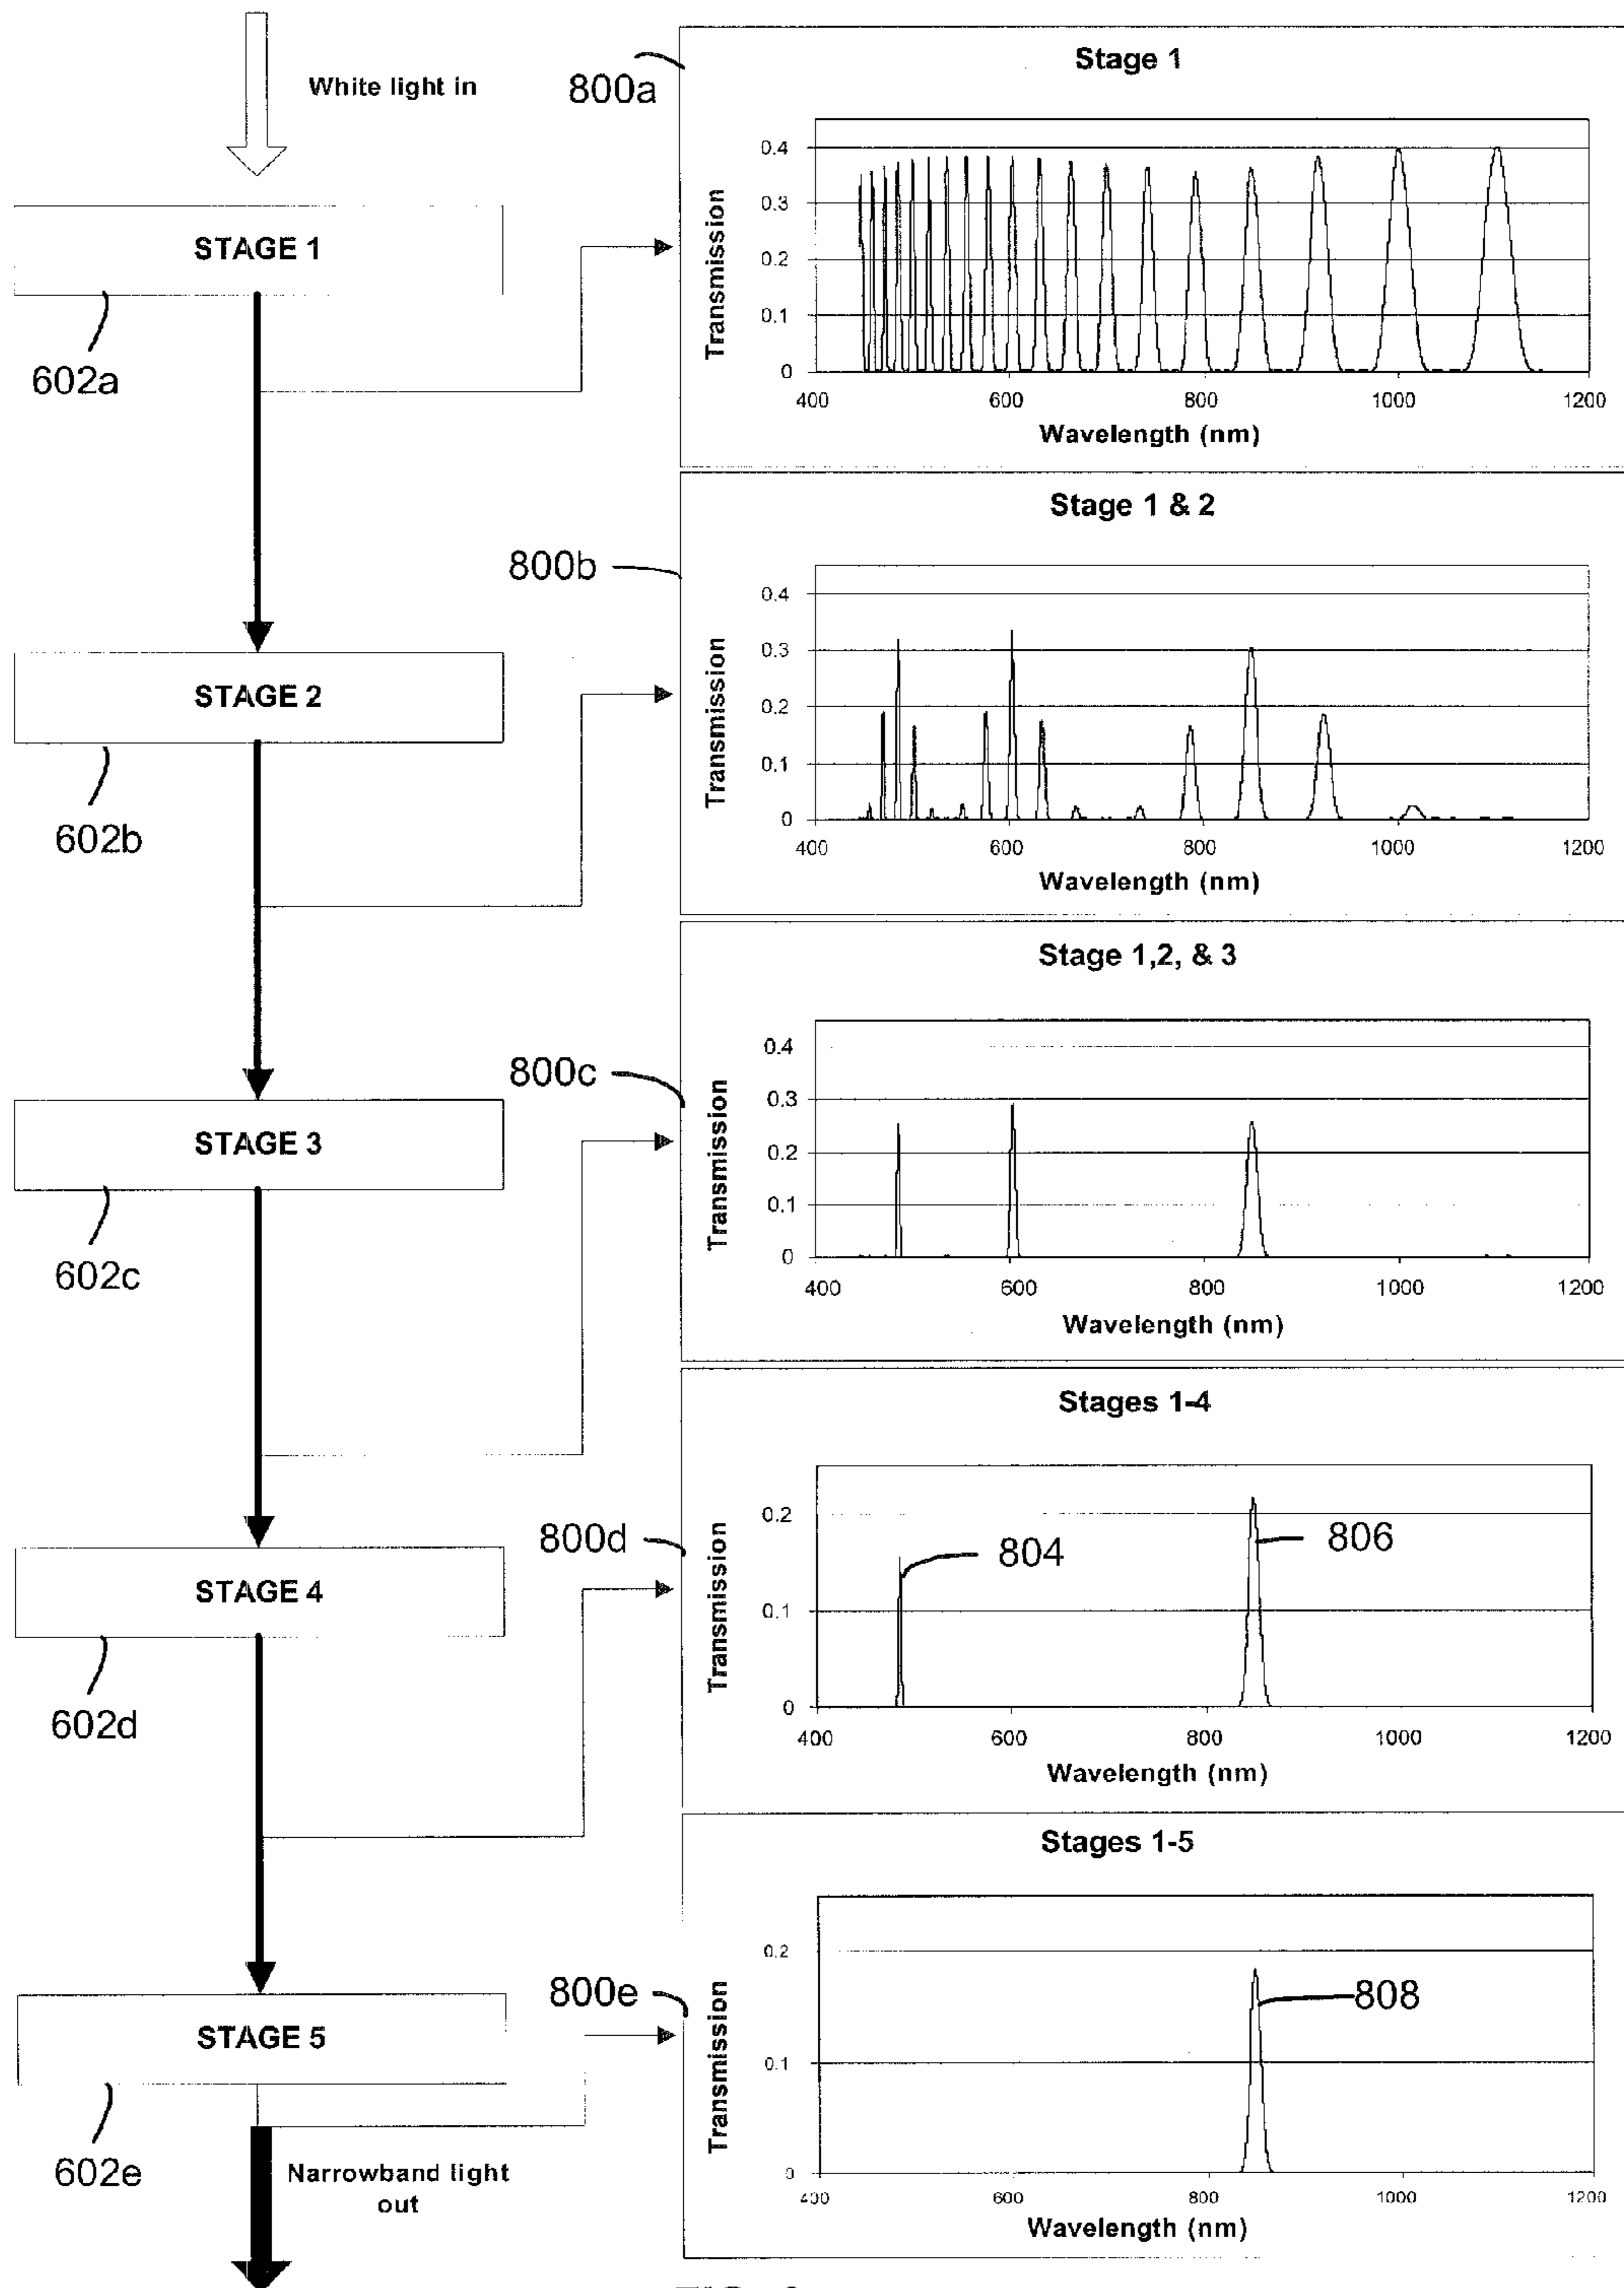 White light in
STAGE 1
602a
800a
Stage 1
Transmission
0.4
0.3
0.2
0.1
0
400
600
800
1000
1200
Wavelength (nm)
STAGE 2
602b
800b
Stage 1 & 2
Transmission
0.4
0.3
0.2
0.1
0
400
600
800
1000
1200
Wavelength (nm)
STAGE 3
602c
800c
Stage 1,2, & 3
Transmission
0.4
0.3
0.2
0.1
0
400
600
800
1000
1200
Wavelength (nm)
STAGE 4
602d
800d
Stages 1-4
Transmission
0.2
0.1
0
804
806
400
600
800
1000
1200
Wavelength (nm)
STAGE 5
602e
Narrowband light
out
800e
Stages 1-5
Transmission
0.2
0.1
0
808
400
600
800
1000
1200
Wavelength (nm)